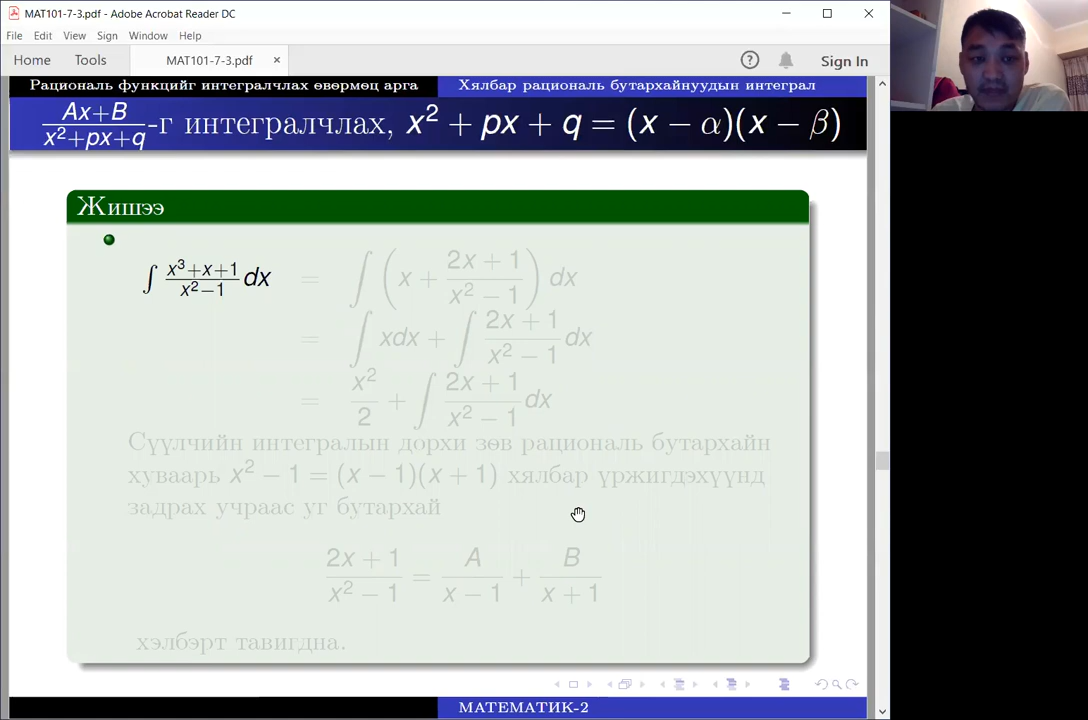 MAT101-7-3.pdf - Adobe Acrobat Reader DC
File Edit View Sign Window Help
Home Tools MAT101-7-3.pdf × Sign In
Рациональ функцийг интегралчлах өвөрмөц арга Хялбар рациональ бутархайнуудын интеграл
Ax+B / x²+px+q -г интегралчлах, x² + px + q = (x − α)(x − β)
Жишээ
∫ (x³+x+1)/(x²−1) dx = ∫ (x + (2x + 1)/(x² − 1)) dx
= ∫ xdx + ∫ (2x + 1)/(x² − 1) dx
= x²/2 + ∫ (2x + 1)/(x² − 1) dx
Сүүлчийн интегралын дорхи зөв рациональ бутархайн
хуваарь x² − 1 = (x − 1)(x + 1) хялбар үржигдэхүүнд
задрах учраас уг бутархай
(2x + 1)/(x² − 1) = A/(x − 1) + B/(x + 1)
хэлбэрт тавигдна.
МАТЕМАТИК-2